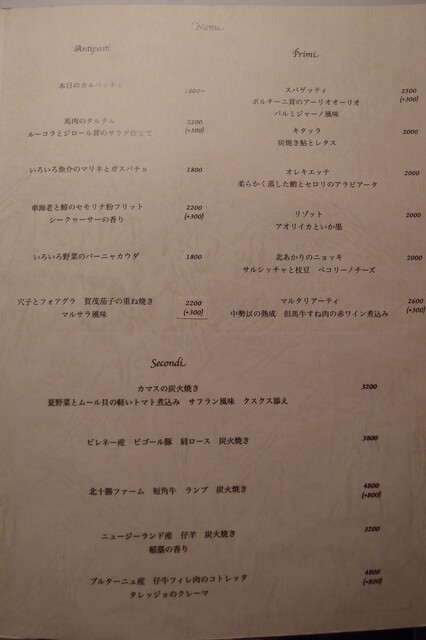 Menu
Antipasti
本日のカルパッチョ
1800～
馬肉のタルタル
ルーコラとジロール茸のサラダ仕立て
2200
(+300)
いろいろ魚介のマリネとガスパチョ
1800
車海老と鱧のセモリナ粉フリット
シークヮーサーの香り
2200
(+300)
いろいろ野菜のバーニャカウダ
1800
穴子とフォアグラ 賀茂茄子の重ね焼き
マルサラ風味
2200
(+300)
Primi
スパゲッティ
ポルチーニ茸のアーリオオーリオ
パルミジャーノ風味
2500
(+300)
キタッラ
炭焼き鮎とレタス
2000
オレキエッテ
柔らかく蒸した蛸とセロリのアラビアータ
2000
リゾット
アオリイカといか墨
2000
北あかりのニョッキ
サルシッチャと枝豆 ペコリーノチーズ
2000
マルタリアーティ
中勢以の熟成 但馬牛すね肉の赤ワイン煮込み
2600
(+300)
Secondi
カマスの炭火焼き
夏野菜とムール貝の軽いトマト煮込み サフラン風味 クスクス添え
3200
ピレネー産 ビゴール豚 肩ロース 炭火焼き
3800
北十勝ファーム 短角牛 ランプ 炭火焼き
4800
(+800)
ニュージーランド産 仔羊 炭火焼き
稲藁の香り
3200
ブルターニュ産 仔牛フィレ肉のコトレッタ
タレッジョのクレーマ
4800
(+800)